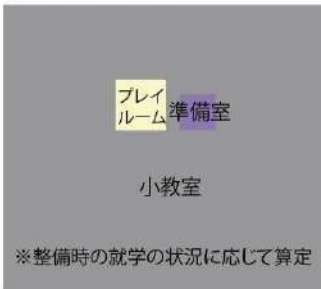 プレイ
ルーム
準備室
小教室
※整備時の就学の状況に応じて算定